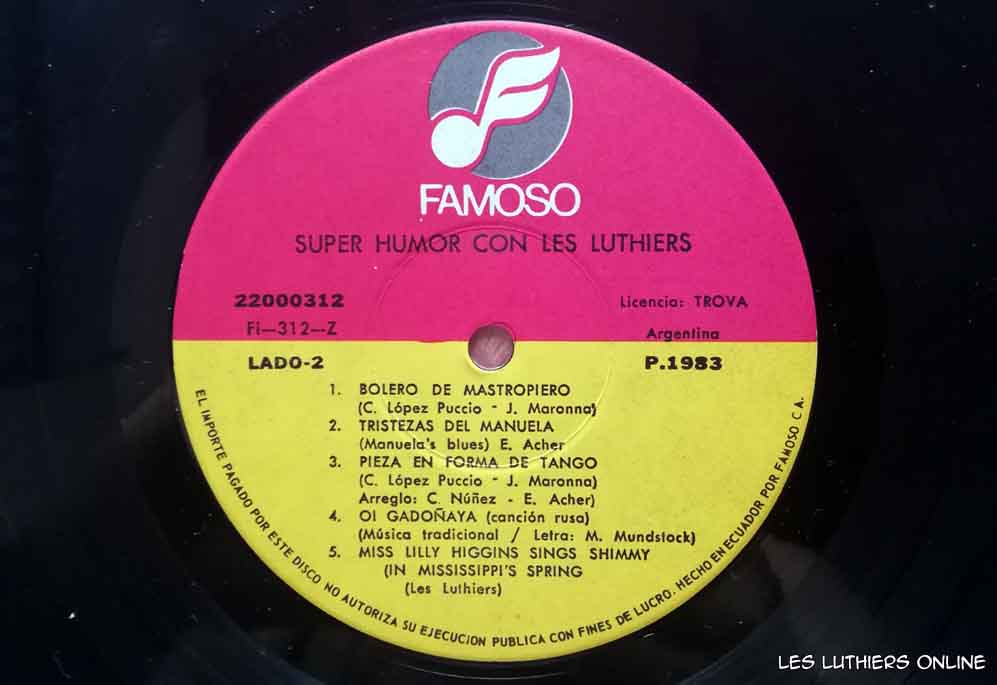 FAMOSO
SUPER HUMOR CON LES LUTHIERS
22000312
Licencia: TROVA
Fi-312-Z
Argentina
LADO-2
P.1983
1. BOLERO DE MASTROPIERO
(C. López Puccio - J. Maronna)
2. TRISTEZAS DEL MANUELA
(Manuela's blues) E. Acher
3. PIEZA EN FORMA DE TANGO
(C. López Puccio - J. Maronna)
Arreglo: C. Núñez - E. Acher)
4. OI GADOÑAYA (canción rusa)
(Música tradicional / Letra: M. Mundstock)
5. MISS LILLY HIGGINS SINGS SHIMMY
(IN MISSISSIPPI'S SPRING
(Les Luthiers)
EL IMPORTE PAGADO POR ESTE DISCO NO AUTORIZA SU EJECUCION PUBLICA CON FINES DE LUCRO. HECHO EN ECUADOR POR FAMOSO C A.
LES LUTHIERS ONLINE